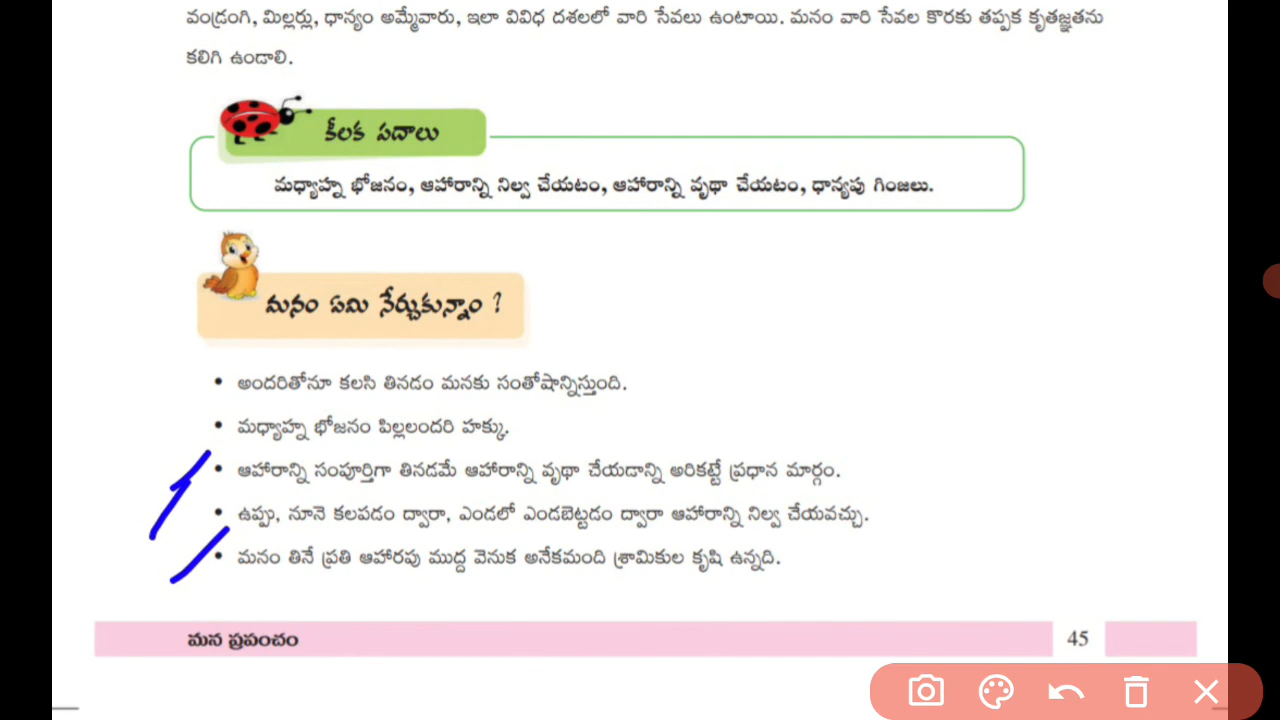 వండ్రంగి, మిల్లర్లు, ధాన్యం అమ్మేవారు, ఇలా వివిధ దశలలో వారి సేవలు ఉంటాయి. మనం వారి సేవల కొరకు తప్పక కృతజ్ఞతను
కలిగి ఉండాలి.
కీలక పదాలు
మధ్యాహ్న భోజనం, ఆహారాన్ని నిల్వ చేయటం, ఆహారాన్ని వృథా చేయటం, ధాన్యపు గింజలు.
మనం ఏమి నేర్చుకున్నాం ?
• అందరితోనూ కలసి తినడం మనకు సంతోషాన్నిస్తుంది.
• మధ్యాహ్న భోజనం పిల్లలందరి హక్కు.
• ఆహారాన్ని సంపూర్తిగా తినడమే ఆహారాన్ని వృథా చేయడాన్ని అరికట్టే ప్రధాన మార్గం.
• ఉప్పు, నూనె కలపడం ద్వారా, ఎండలో ఎండబెట్టడం ద్వారా ఆహారాన్ని నిల్వ చేయవచ్చు.
• మనం తినే ప్రతి ఆహారపు ముద్ద వెనుక అనేకమంది శ్రామికుల కృషి ఉన్నది.
మన ప్రపంచం 45